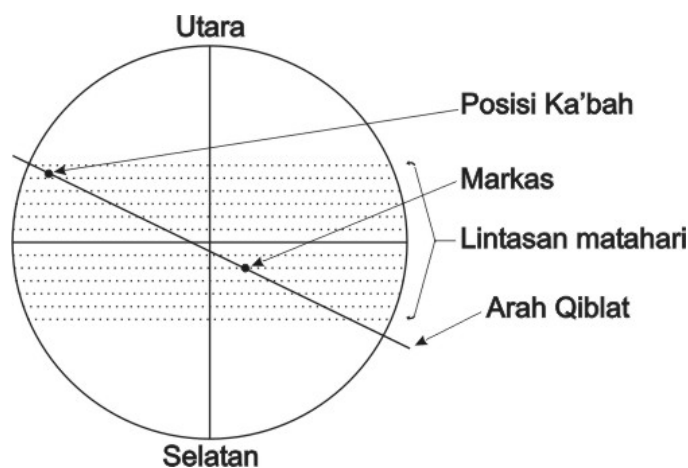 Utara
Posisi Ka'bah
Markas
Lintasan matahari
Arah Qiblat
Selatan